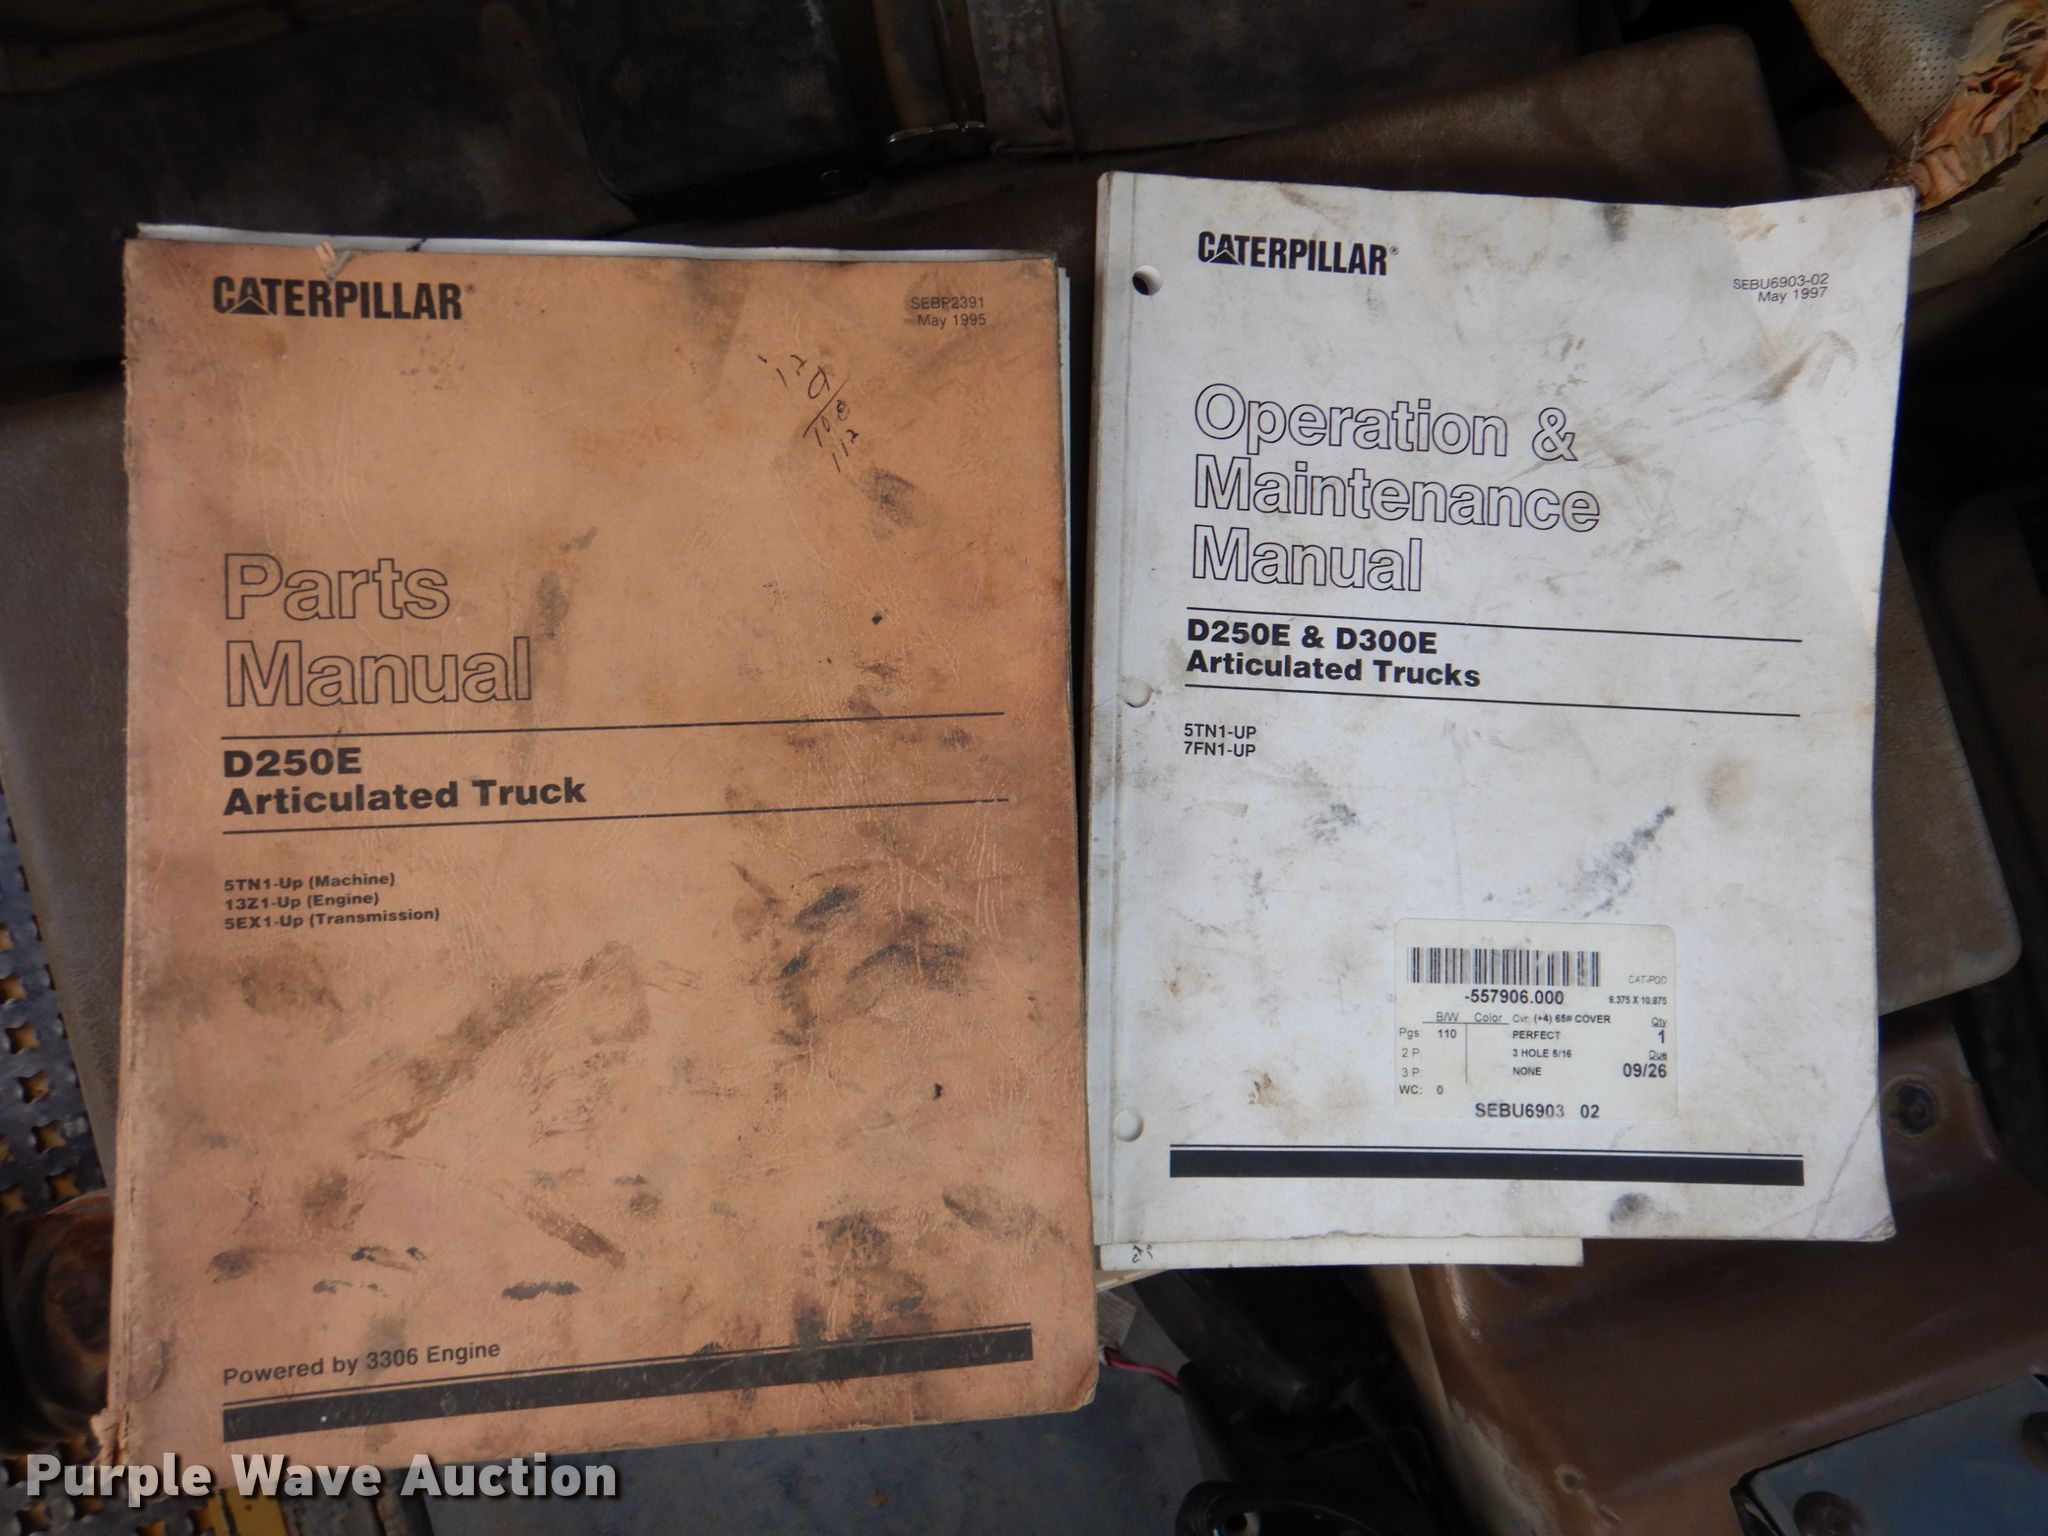 CATERPILLAR®
SEBP2391
May 1995
120/
108
112
Parts
Manual
D250E
Articulated Truck
5TN1-Up (Machine)
13Z1-Up (Engine)
5EX1-Up (Transmission)
Powered by 3306 Engine
CATERPILLAR®
SEBU6903-02
May 1997
Operation &
Maintenance
Manual
D250E & D300E
Articulated Trucks
5TN1-UP
7FN1-UP
CAT-POD
-557906.000 8.375 X 10.875
B/W Color Cvr: (+4) 65# COVER Qty
Pgs 110 PERFECT 1
2 P. 3 HOLE 5/16 Due
3 P. NONE 09/26
WC: 0
SEBU6903 02
Purple Wave Auction